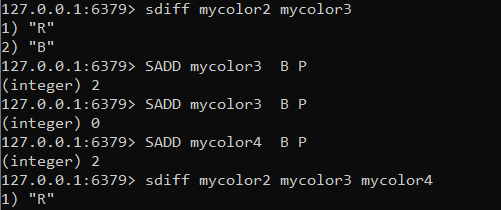 127.0.0.1:6379> sdiff mycolor2 mycolor3
1) "R"
2) "B"
127.0.0.1:6379> SADD mycolor3  B P
(integer) 2
127.0.0.1:6379> SADD mycolor3  B P
(integer) 0
127.0.0.1:6379> SADD mycolor4  B P
(integer) 2
127.0.0.1:6379> sdiff mycolor2 mycolor3 mycolor4
1) "R"